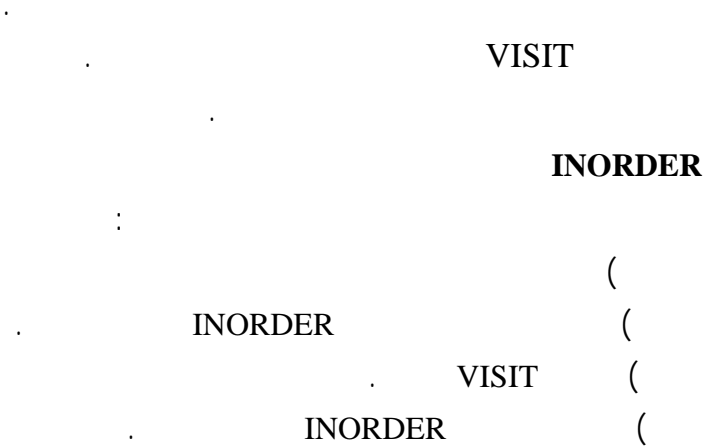 .
VISIT .
.
INORDER
:
(
( INORDER .
( VISIT .
( INORDER .